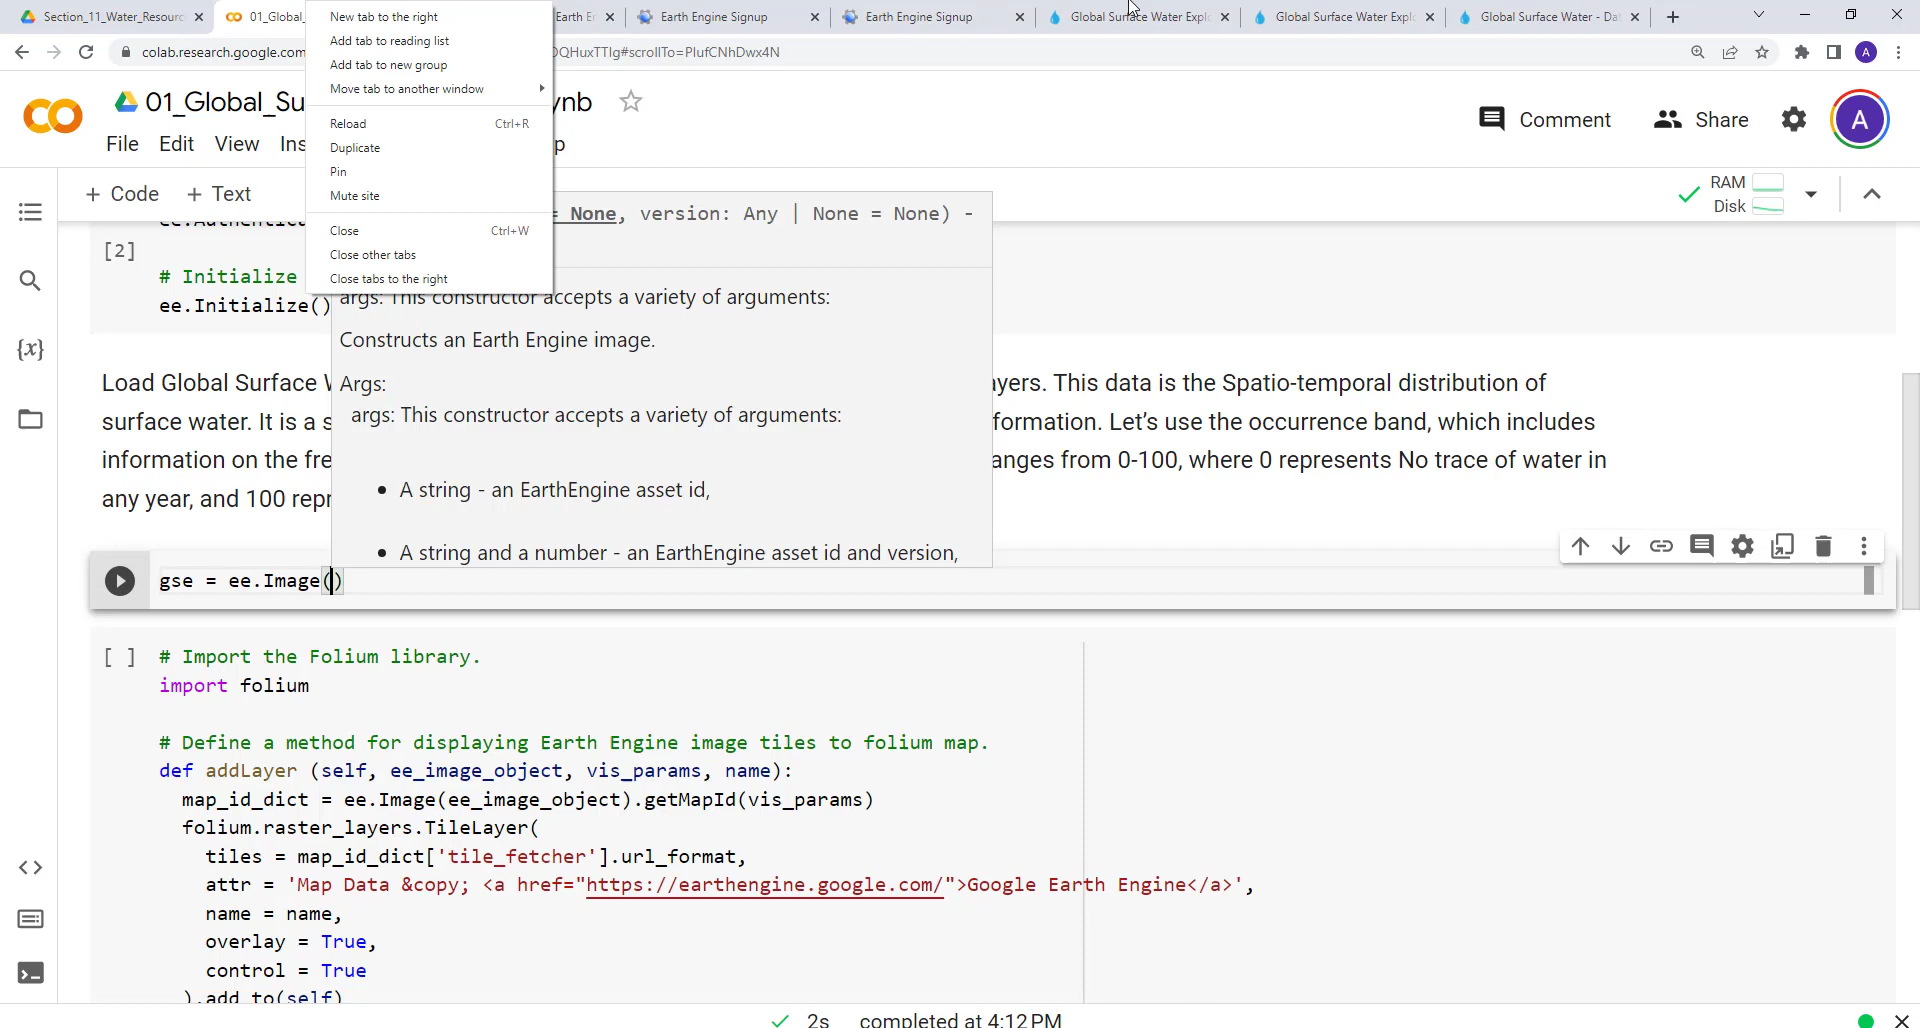 Section_11_Water_Resourc
01_Global_
Earth Er
Earth Engine Signup
Earth Engine Signup
Global Surface Water Explo
Global Surface Water Explo
Global Surface Water - Da
colab.research.google.com
DQHuxTTIg#scrollTo=PIufCNhDwx4N
A
New tab to the right
Add tab to reading list
Add tab to new group
Move tab to another window
Reload Ctrl+R
Duplicate
Pin
Mute site
Close Ctrl+W
Close other tabs
Close tabs to the right
01_Global_Su
ynb
File Edit View Ins
p
Comment
Share
A
+ Code + Text
RAM
Disk
= None, version: Any | None = None) -
ee.Authentica
[2]
# Initialize
ee.Initialize()
args: This constructor accepts a variety of arguments:
Constructs an Earth Engine image.
Args:
args: This constructor accepts a variety of arguments:
• A string - an EarthEngine asset id,
• A string and a number - an EarthEngine asset id and version,
Load Global Surface W
ayers. This data is the Spatio-temporal distribution of
surface water. It is a s
formation. Let's use the occurrence band, which includes
information on the fre
anges from 0-100, where 0 represents No trace of water in
any year, and 100 repr
gse = ee.Image()
[ ] # Import the Folium library.
import folium
# Define a method for displaying Earth Engine image tiles to folium map.
def addLayer (self, ee_image_object, vis_params, name):
map_id_dict = ee.Image(ee_image_object).getMapId(vis_params)
folium.raster_layers.TileLayer(
tiles = map_id_dict['tile_fetcher'].url_format,
attr = 'Map Data &copy; <a href="https://earthengine.google.com/">Google Earth Engine</a>',
name = name,
overlay = True,
control = True
).add_to(self)
2s completed at 4:12 PM